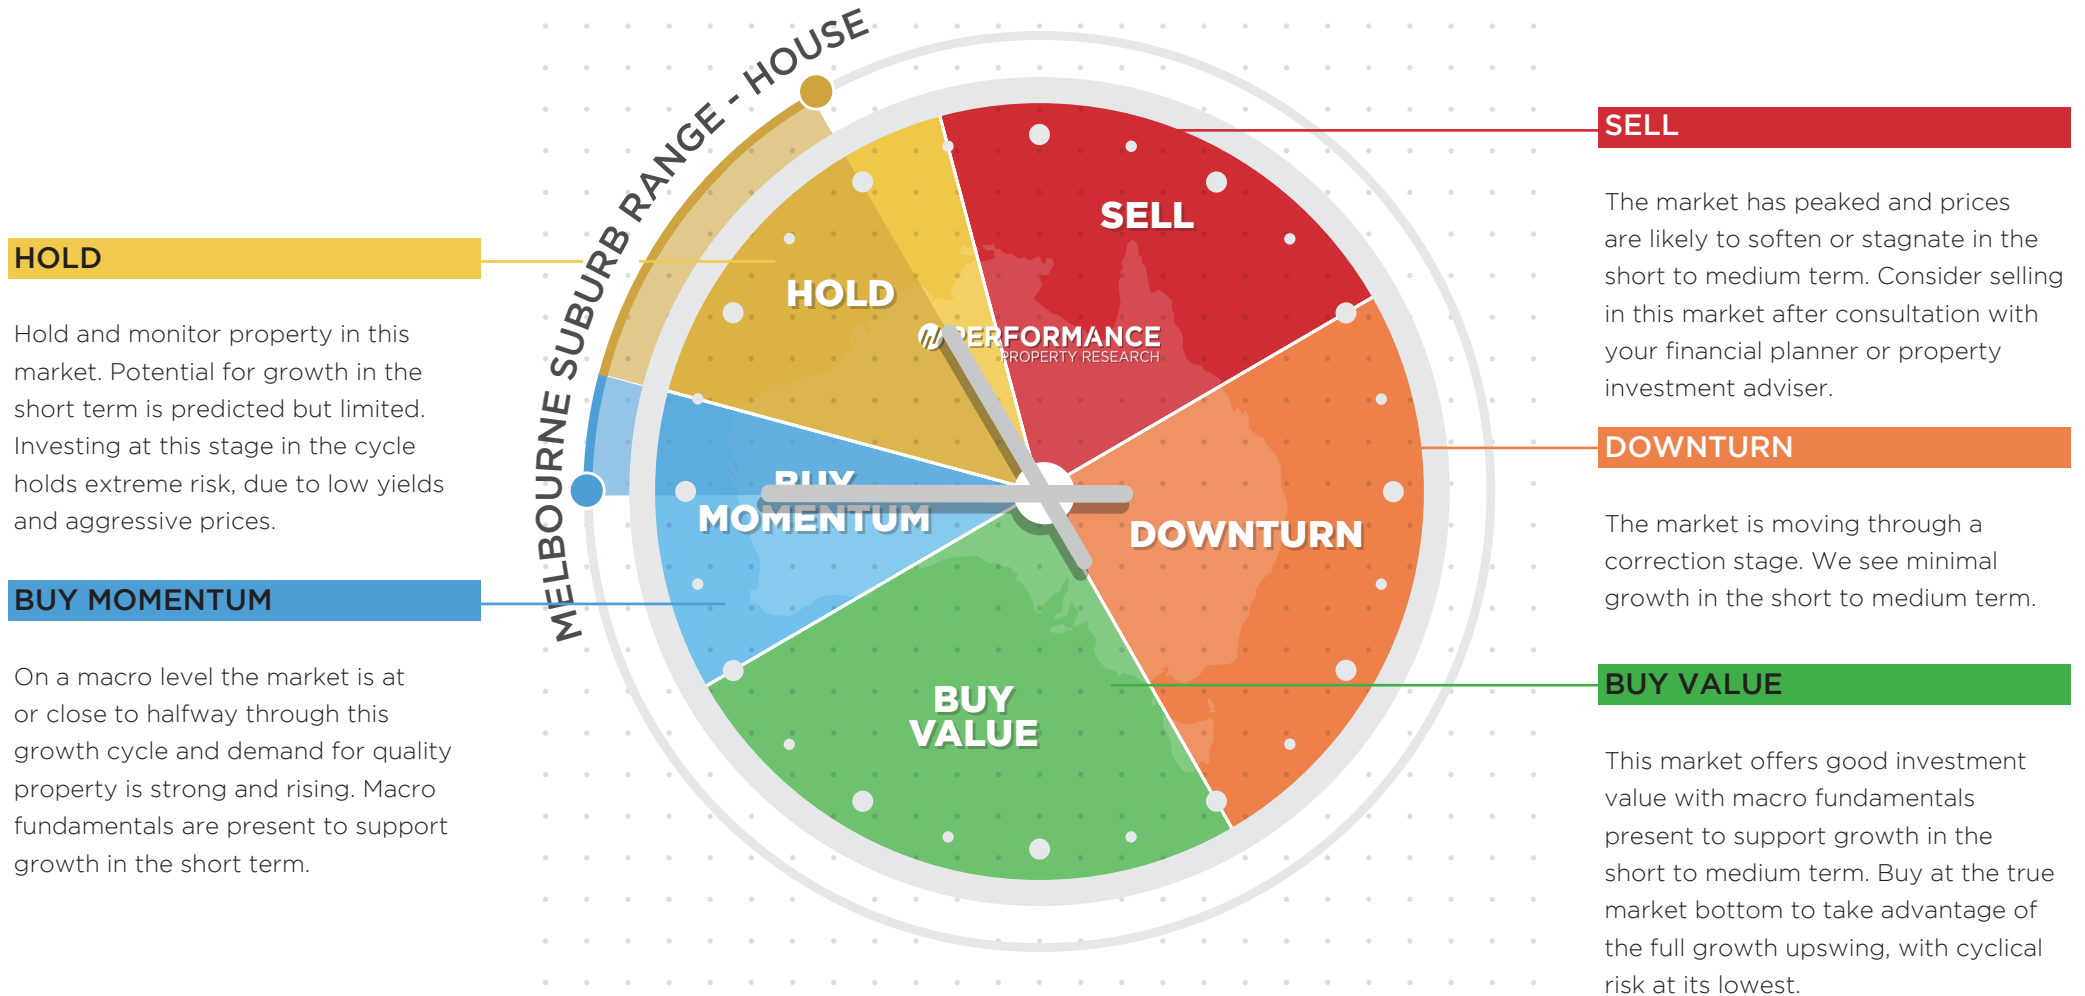 MELBOURNE SUBURB RANGE - HOUSE
HOLD
Hold and monitor property in this
market. Potential for growth in the
short term is predicted but limited.
Investing at this stage in the cycle
holds extreme risk, due to low yields
and aggressive prices.
BUY MOMENTUM
On a macro level the market is at
or close to halfway through this
growth cycle and demand for quality
property is strong and rising. Macro
fundamentals are present to support
growth in the short term.
SELL
HOLD
PERFORMANCE
PROPERTY RESEARCH
BUY
MOMENTUM
DOWNTURN
BUY
VALUE
SELL
The market has peaked and prices
are likely to soften or stagnate in the
short to medium term. Consider selling
in this market after consultation with
your financial planner or property
investment adviser.
DOWNTURN
The market is moving through a
correction stage. We see minimal
growth in the short to medium term.
BUY VALUE
This market offers good investment
value with macro fundamentals
present to support growth in the
short to medium term. Buy at the true
market bottom to take advantage of
the full growth upswing, with cyclical
risk at its lowest.